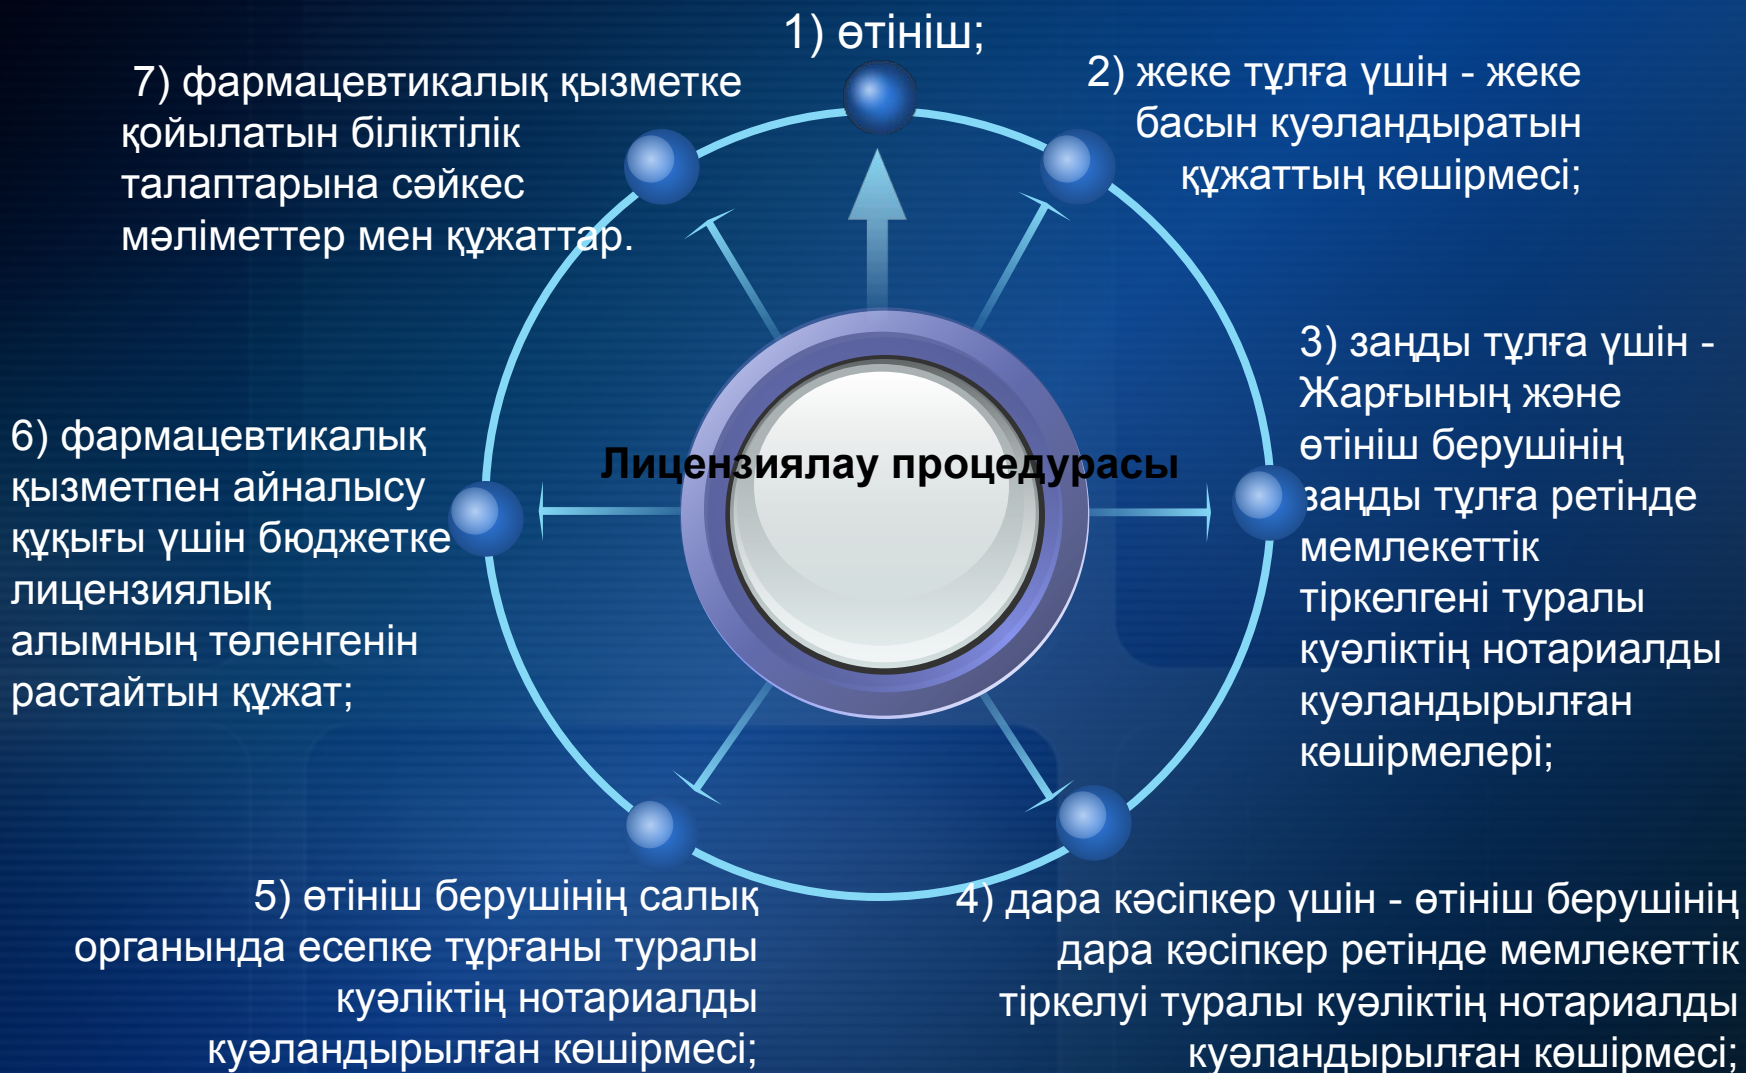 1) өтініш;
2) жеке тұлға үшін - жеке
басын куәландыратын
құжаттың көшірмесі;
3) заңды тұлға үшін -
Жарғының және
өтініш берушінің
заңды тұлға ретінде
мемлекеттік
тіркелгені туралы
куәліктің нотариалды
куәландырылған
көшірмелері;
4) дара кәсіпкер үшін - өтініш берушінің
дара кәсіпкер ретінде мемлекеттік
тіркелуі туралы куәліктің нотариалды
куәландырылған көшірмесі;
5) өтініш берушінің салық
органында есепке тұрғаны туралы
куәліктің нотариалды
куәландырылған көшірмесі;
6) фармацевтикалық
қызметпен айналысу
құқығы үшін бюджетке
лицензиялық
алымның төленгенін
растайтын құжат;
7) фармацевтикалық қызметке
қойылатын біліктілік
талаптарына сәйкес
мәліметтер мен құжаттар.
Лицензиялау процедурасы